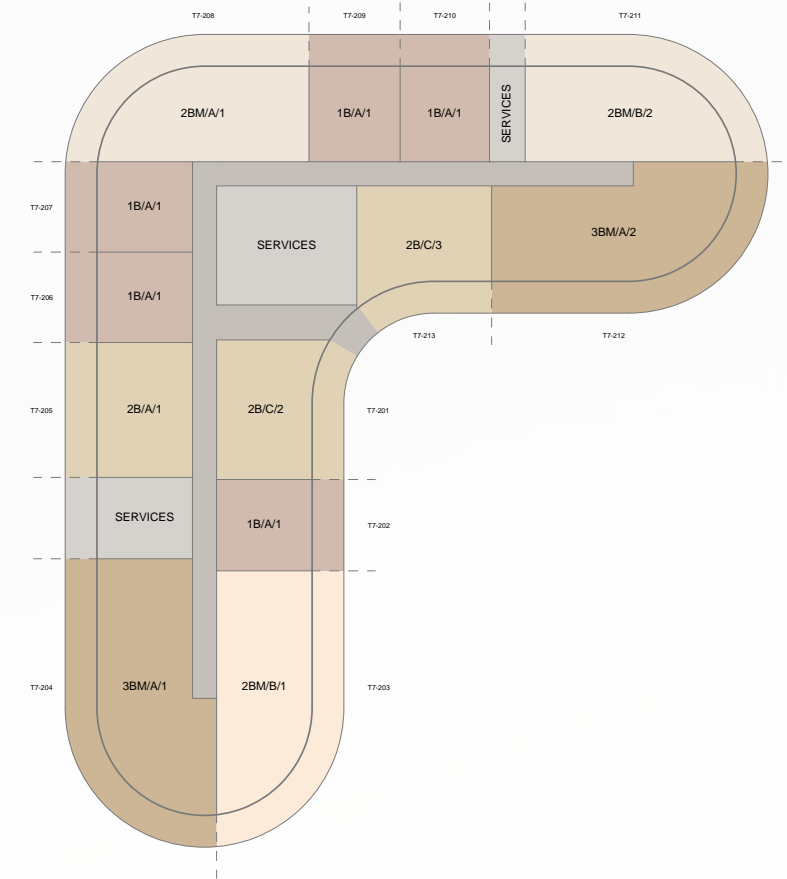 T7-208
T7-209
T7-210
T7-211
2BM/A/1
1B/A/1
1B/A/1
SERVICES
2BM/B/2
T7-207
1B/A/1
SERVICES
2B/C/3
3BM/A/2
T7-206
1B/A/1
T7-213
T7-212
T7-205
2B/A/1
2B/C/2
T7-201
SERVICES
1B/A/1
T7-202
T7-204
3BM/A/1
2BM/B/1
T7-203